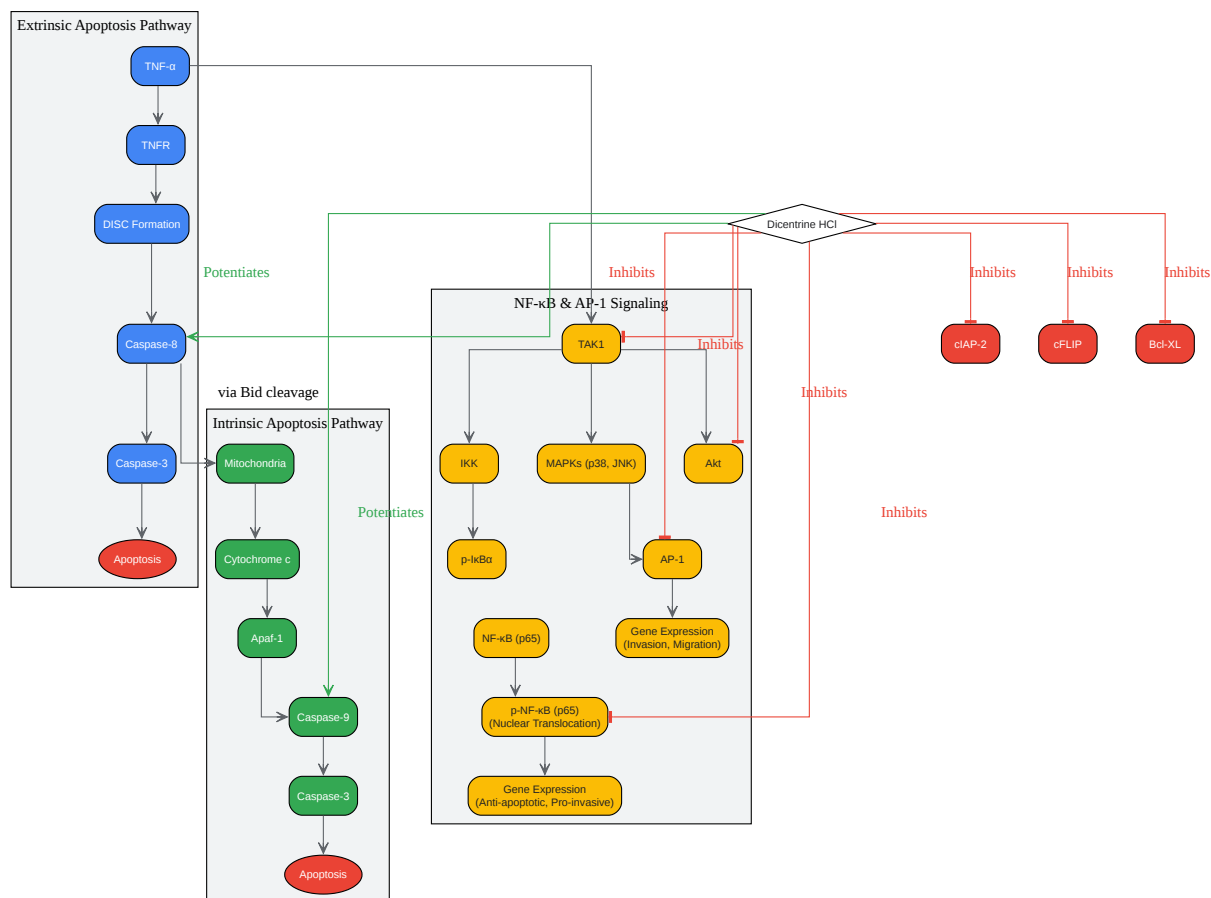 Extrinsic Apoptosis Pathway
TNF-α
TNFR
DISC Formation
Dicentrine HCl
Potentiates
Inhibits
Inhibits
Inhibits
Inhibits
NF-κB & AP-1 Signaling
Caspase-8
TAK1
Inhibits
cIAP-2
cFLIP
Bcl-XL
via Bid cleavage
Inhibits
Intrinsic Apoptosis Pathway
Caspase-3
Mitochondria
IKK
MAPKs (p38, JNK)
Akt
Potentiates
Inhibits
Apoptosis
Cytochrome c
p-IκBα
AP-1
Apaf-1
NF-κB (p65)
Gene Expression
(Invasion, Migration)
Caspase-9
p-NF-κB (p65)
(Nuclear Translocation)
Caspase-3
Gene Expression
(Anti-apoptotic, Pro-invasive)
Apoptosis